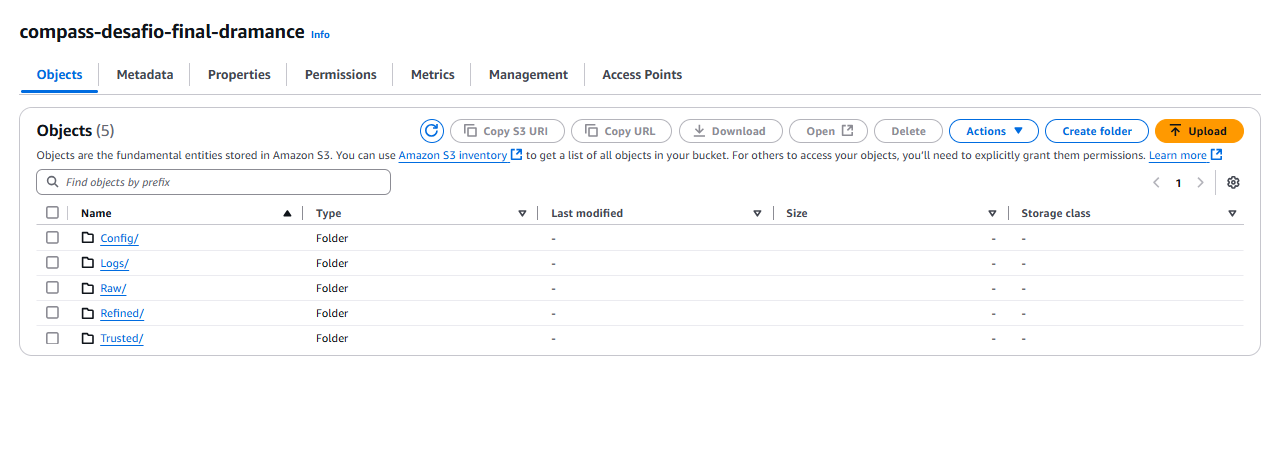 compass-desafio-final-dramance Info
Objects Metadata Properties Permissions Metrics Management Access Points
Objects (5) Copy S3 URI Copy URL Download Open Delete Actions Create folder Upload
Objects are the fundamental entities stored in Amazon S3. You can use Amazon S3 inventory to get a list of all objects in your bucket. For others to access your objects, you'll need to explicitly grant them permissions. Learn more
Find objects by prefix 1
Name Type Last modified Size Storage class
Config/ Folder - - -
Logs/ Folder - - -
Raw/ Folder - - -
Refined/ Folder - - -
Trusted/ Folder - - -